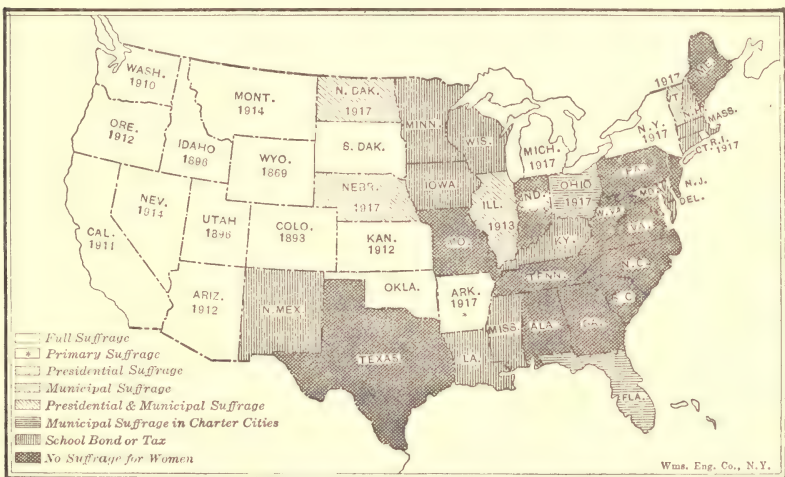 WASH.
1910
MONT.
1914
N. DAK.
1917
MINN.
ORE.
1912
IDAHO
1896
WYO.
1869
S. DAK.
WIS.
MICH.
1917
N.Y.
1917
1917
ME.
MASS.
CT. R.I.
1917
NEV.
1914
UTAH
1896
COLO.
1893
NEBR.
1917
IOWA
ILL.
1913
IND.
OHIO
1917
PA.
N.J.
DEL.
W.VA.
VA.
CAL.
1911
KAN.
1912
MO.
KY.
ARIZ.
1912
N.MEX.
OKLA.
ARK.
1917
*
TENN.
N.C.
S.C.
TEXAS
LA.
MISS.
ALA.
GA.
FLA.
Full Suffrage
* Primary Suffrage
Presidential Suffrage
Municipal Suffrage
Presidential & Municipal Suffrage
Municipal Suffrage in Charter Cities
School Bond or Tax
No Suffrage for Women
Wms. Eng. Co., N.Y.